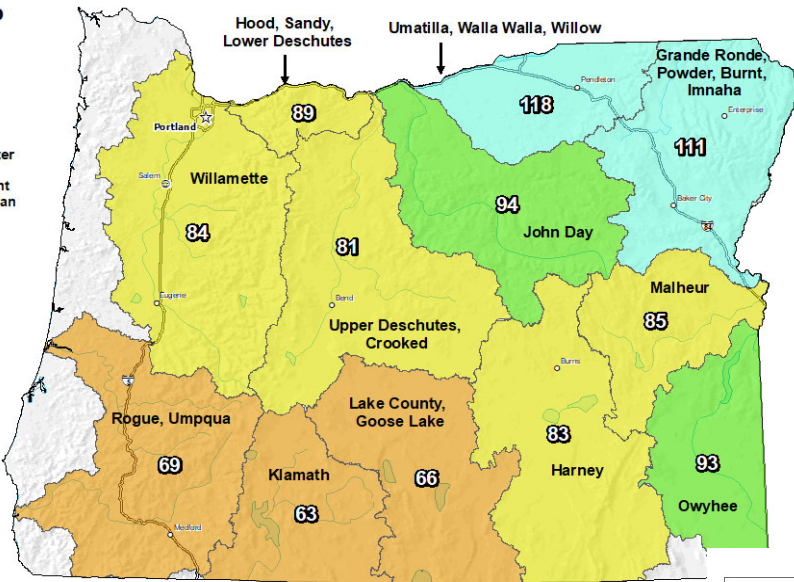 Hood, Sandy,
Lower Deschutes
Umatilla, Walla Walla, Willow
Grande Ronde,
Powder, Burnt,
Imnaha
Pendleton
Enterprise
118
111
89
Portland
Salem
Willamette
84
Eugene
81
Bend
Upper Deschutes,
Crooked
94
John Day
Baker City
84
Malheur
85
Burns
83
Harney
93
Owyhee
Rogue, Umpqua
69
5
Medford
Klamath
63
Lake County,
Goose Lake
66